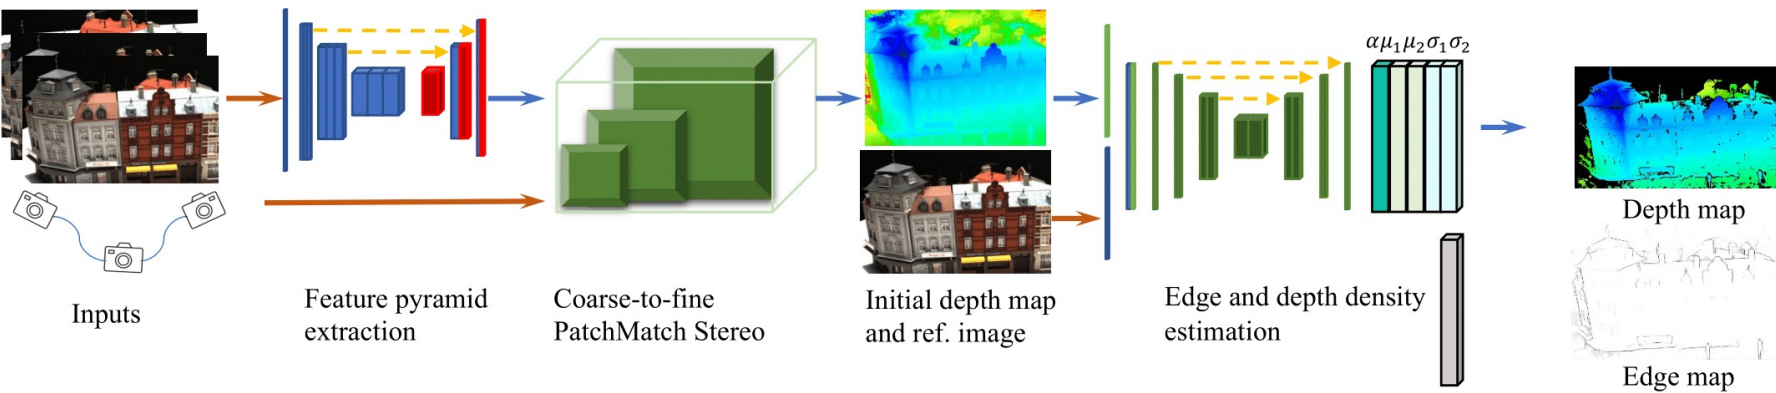 αμ₁μ₂σ₁σ₂
Inputs
Feature pyramid
extraction
Coarse-to-fine
PatchMatch Stereo
Initial depth map
and ref. image
Edge and depth density
estimation
Depth map
Edge map